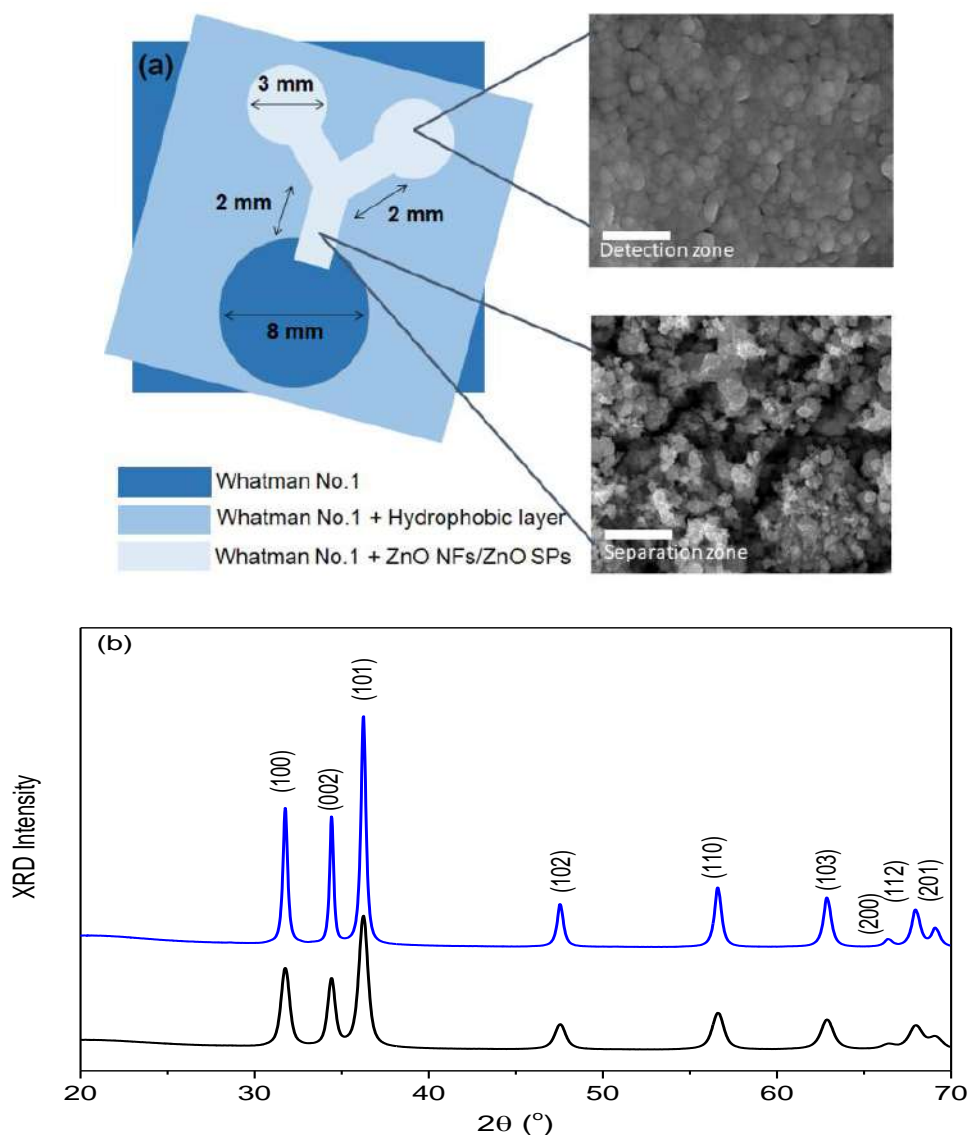 (a)
3 mm
2 mm
2 mm
8 mm
Detection zone
Separation zone
Whatman No.1
Whatman No.1 + Hydrophobic layer
Whatman No.1 + ZnO NFs/ZnO SPs
(b)
(100)
(002)
(101)
(102)
(110)
(103)
(200)
(112)
(201)
XRD Intensity
20 30 40 50 60 70
2θ (°)